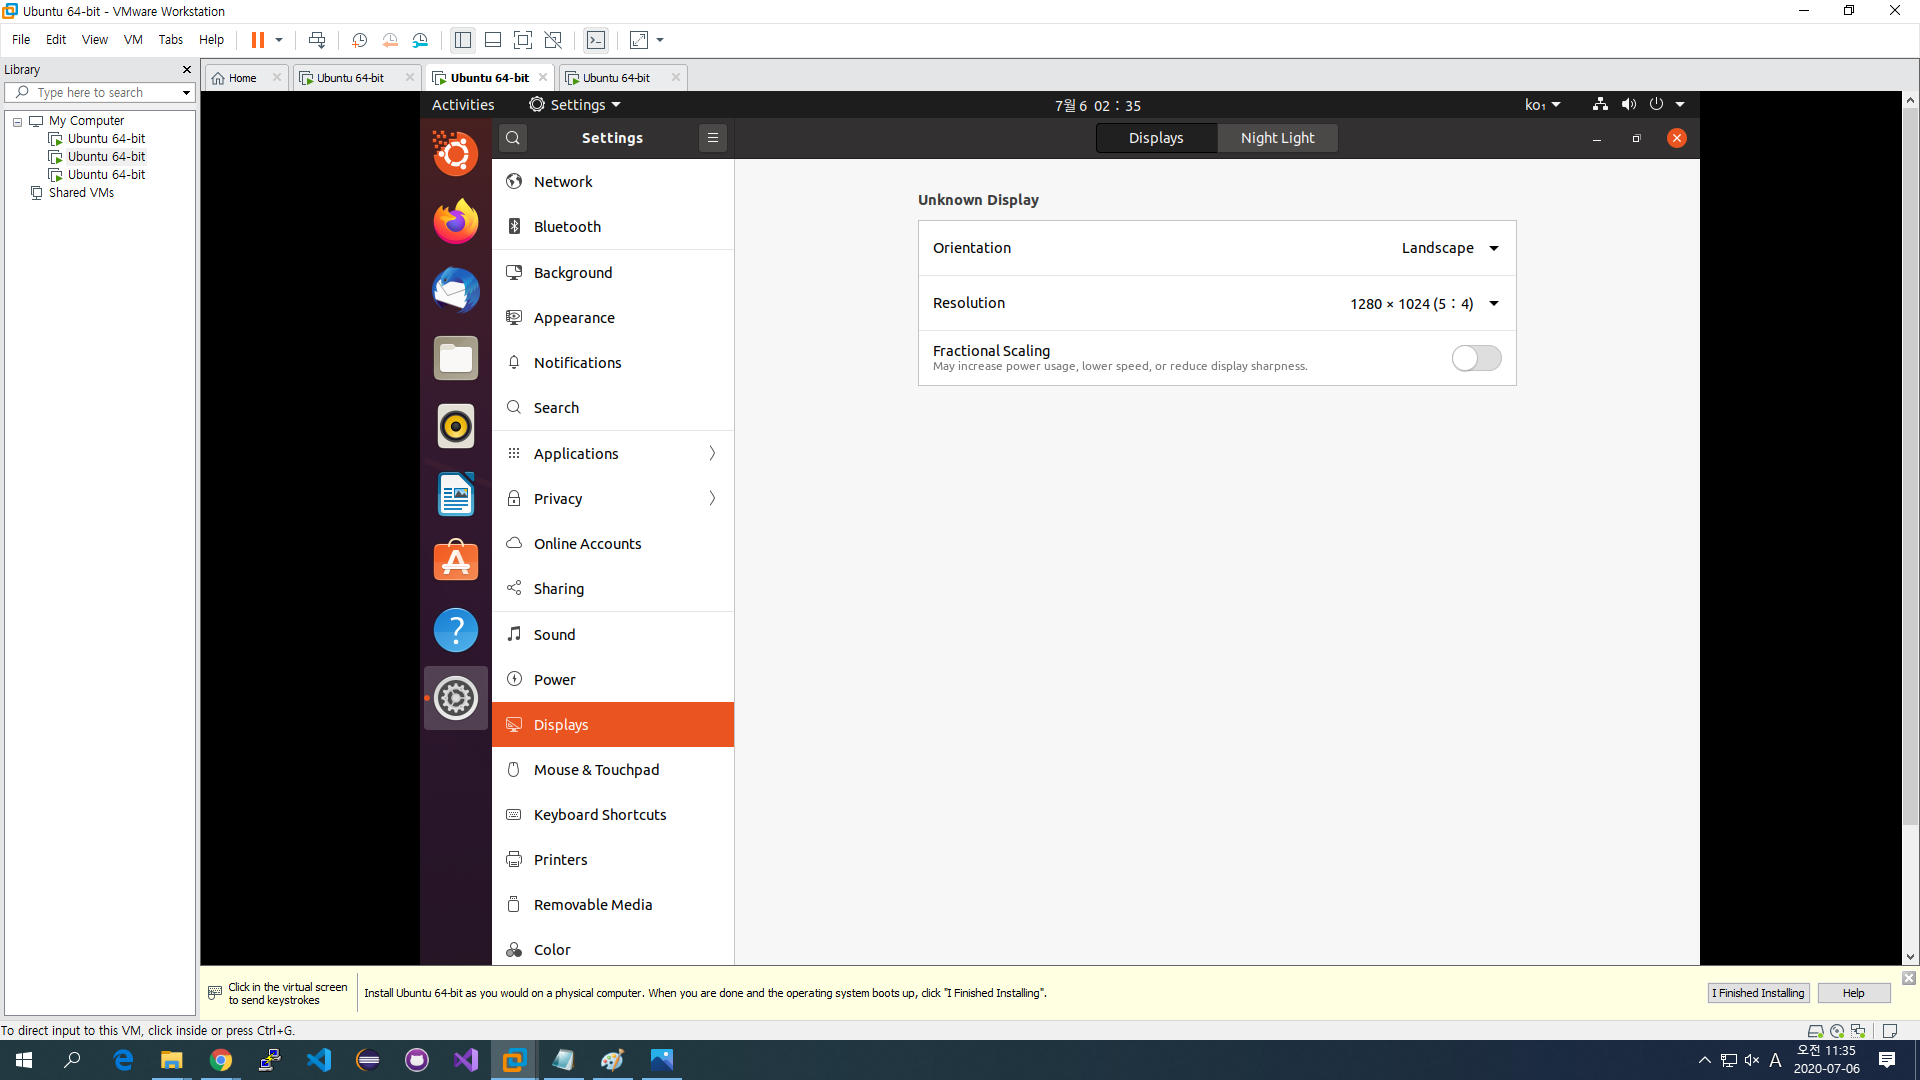 Ubuntu 64-bit - VMware Workstation
File Edit View VM Tabs Help
Library
Type here to search
My Computer
Ubuntu 64-bit
Ubuntu 64-bit
Ubuntu 64-bit
Shared VMs
Home Ubuntu 64-bit Ubuntu 64-bit Ubuntu 64-bit
Activities Settings 7월 6 02 : 35 ko₁
Settings Displays Night Light
Network
Bluetooth
Background
Appearance
Notifications
Search
Applications
Privacy
Online Accounts
Sharing
Sound
Power
Displays
Mouse & Touchpad
Keyboard Shortcuts
Printers
Removable Media
Color
Unknown Display
Orientation Landscape
Resolution 1280 × 1024 (5 : 4)
Fractional Scaling
May increase power usage, lower speed, or reduce display sharpness.
Click in the virtual screen
to send keystrokes
Install Ubuntu 64-bit as you would on a physical computer. When you are done and the operating system boots up, click "I Finished Installing".
I Finished Installing Help
To direct input to this VM, click inside or press Ctrl+G.
A 오전 11:35
2020-07-06